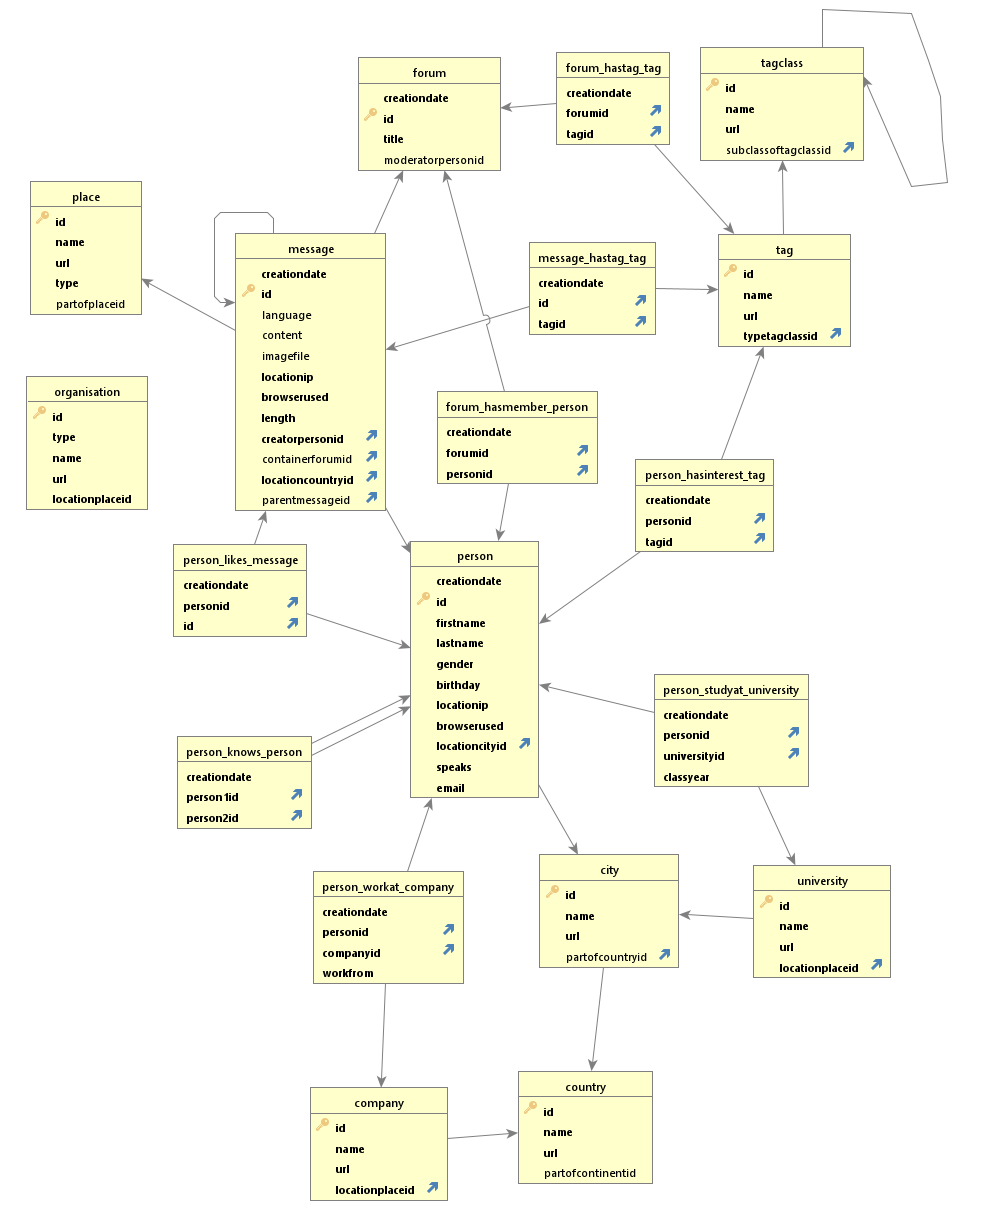 forum
creationdate
id
title
moderatorpersonid
forum_hastag_tag
creationdate
forumid
tagid
tagclass
id
name
url
subclassoftagclassid
place
id
name
url
type
partofplaceid
message
creationdate
id
language
content
imagefile
locationip
browserused
length
creatorpersonid
containerforumid
locationcountryid
parentmessageid
message_hastag_tag
creationdate
id
tagid
tag
id
name
url
typetagclassid
organisation
id
type
name
url
locationplaceid
forum_hasmember_person
creationdate
forumid
personid
person_hasinterest_tag
creationdate
personid
tagid
person_likes_message
creationdate
personid
id
person
creationdate
id
firstname
lastname
gender
birthday
locationip
browserused
locationcityid
speaks
email
person_studyat_university
creationdate
personid
universityid
classyear
person_knows_person
creationdate
person1id
person2id
person_workat_company
creationdate
personid
companyid
workfrom
city
id
name
url
partofcountryid
university
id
name
url
locationplaceid
company
id
name
url
locationplaceid
country
id
name
url
partofcontinentid